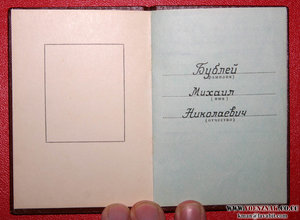 Бублей
(ФАМИЛИЯ)
Михаил
(ИМЯ)
Николаевич
(ОТЧЕСТВО)